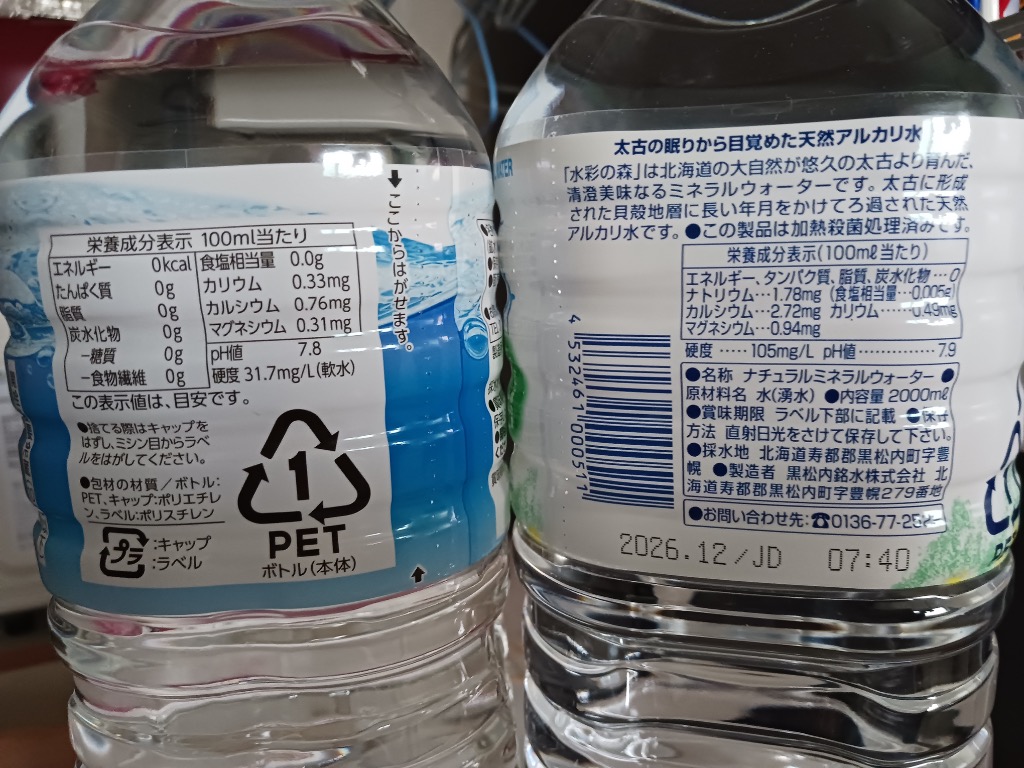 ↓ここからはがせます。
栄養成分表示 100ml当たり
エネルギー 0kcal
たんぱく質 0g
脂質 0g
炭水化物 0g
−糖質 0g
−食物繊維 0g
食塩相当量 0.0g
カリウム 0.33mg
カルシウム 0.76mg
マグネシウム 0.31mg
pH値 7.8
硬度 31.7mg/L(軟水)
この表示値は、目安です。
●捨てる際はキャップを
はずし、ミシン目からラベ
ルをはがしてください。
●包材の材質／ボトル:
PET、キャップ:ポリエチレ
ン、ラベル:ポリスチレン
プラ
:キャップ
:ラベル
1
PET
ボトル(本体)
WATER
太古の眠りから目覚めた天然アルカリ水
「水彩の森」は北海道の大自然が悠久の太古より育んだ、
清澄美味なるミネラルウォーターです。太古に形成
された貝殻地層に長い年月をかけてろ過された天然
アルカリ水です。●この製品は加熱殺菌処理済みです。
栄養成分表示(100mℓ当たり)
エネルギー、タンパク質、脂質、炭水化物…0
ナトリウム…1.78mg (食塩相当量…0.005g)
カルシウム…2.72mg カリウム……0.49mg
マグネシウム…0.94mg
硬度 ……105mg/L pH値……………7.9
●名称 ナチュラルミネラルウォーター ●
原材料名 水(湧水) ●内容量 2000mℓ
●賞味期限 ラベル下部に記載 ●保存
方法 直射日光をさけて保存して下さい。
●採水地 北海道寿都郡黒松内町字豊
幌 ●製造者 黒松内銘水株式会社 北
海道寿都郡黒松内町字豊幌279番地
●お問い合わせ先:☎0136-77-
4 532461 000511
2026.12/JD 07:40